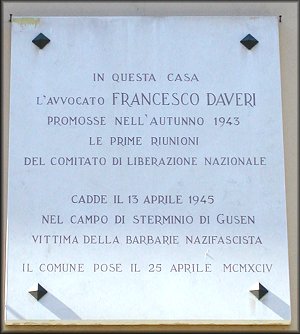 IN QUESTA CASA
L'AVVOCATO FRANCESCO DAVERI
PROMOSSE NELL'AUTUNNO 1943
LE PRIME RIUNIONI
DEL COMITATO DI LIBERAZIONE NAZIONALE
CADDE IL 13 APRILE 1945
NEL CAMPO DI STERMINIO DI GUSEN
VITTIMA DELLA BARBARIE NAZIFASCISTA
IL COMUNE POSE IL 25 APRILE MCMXCIV